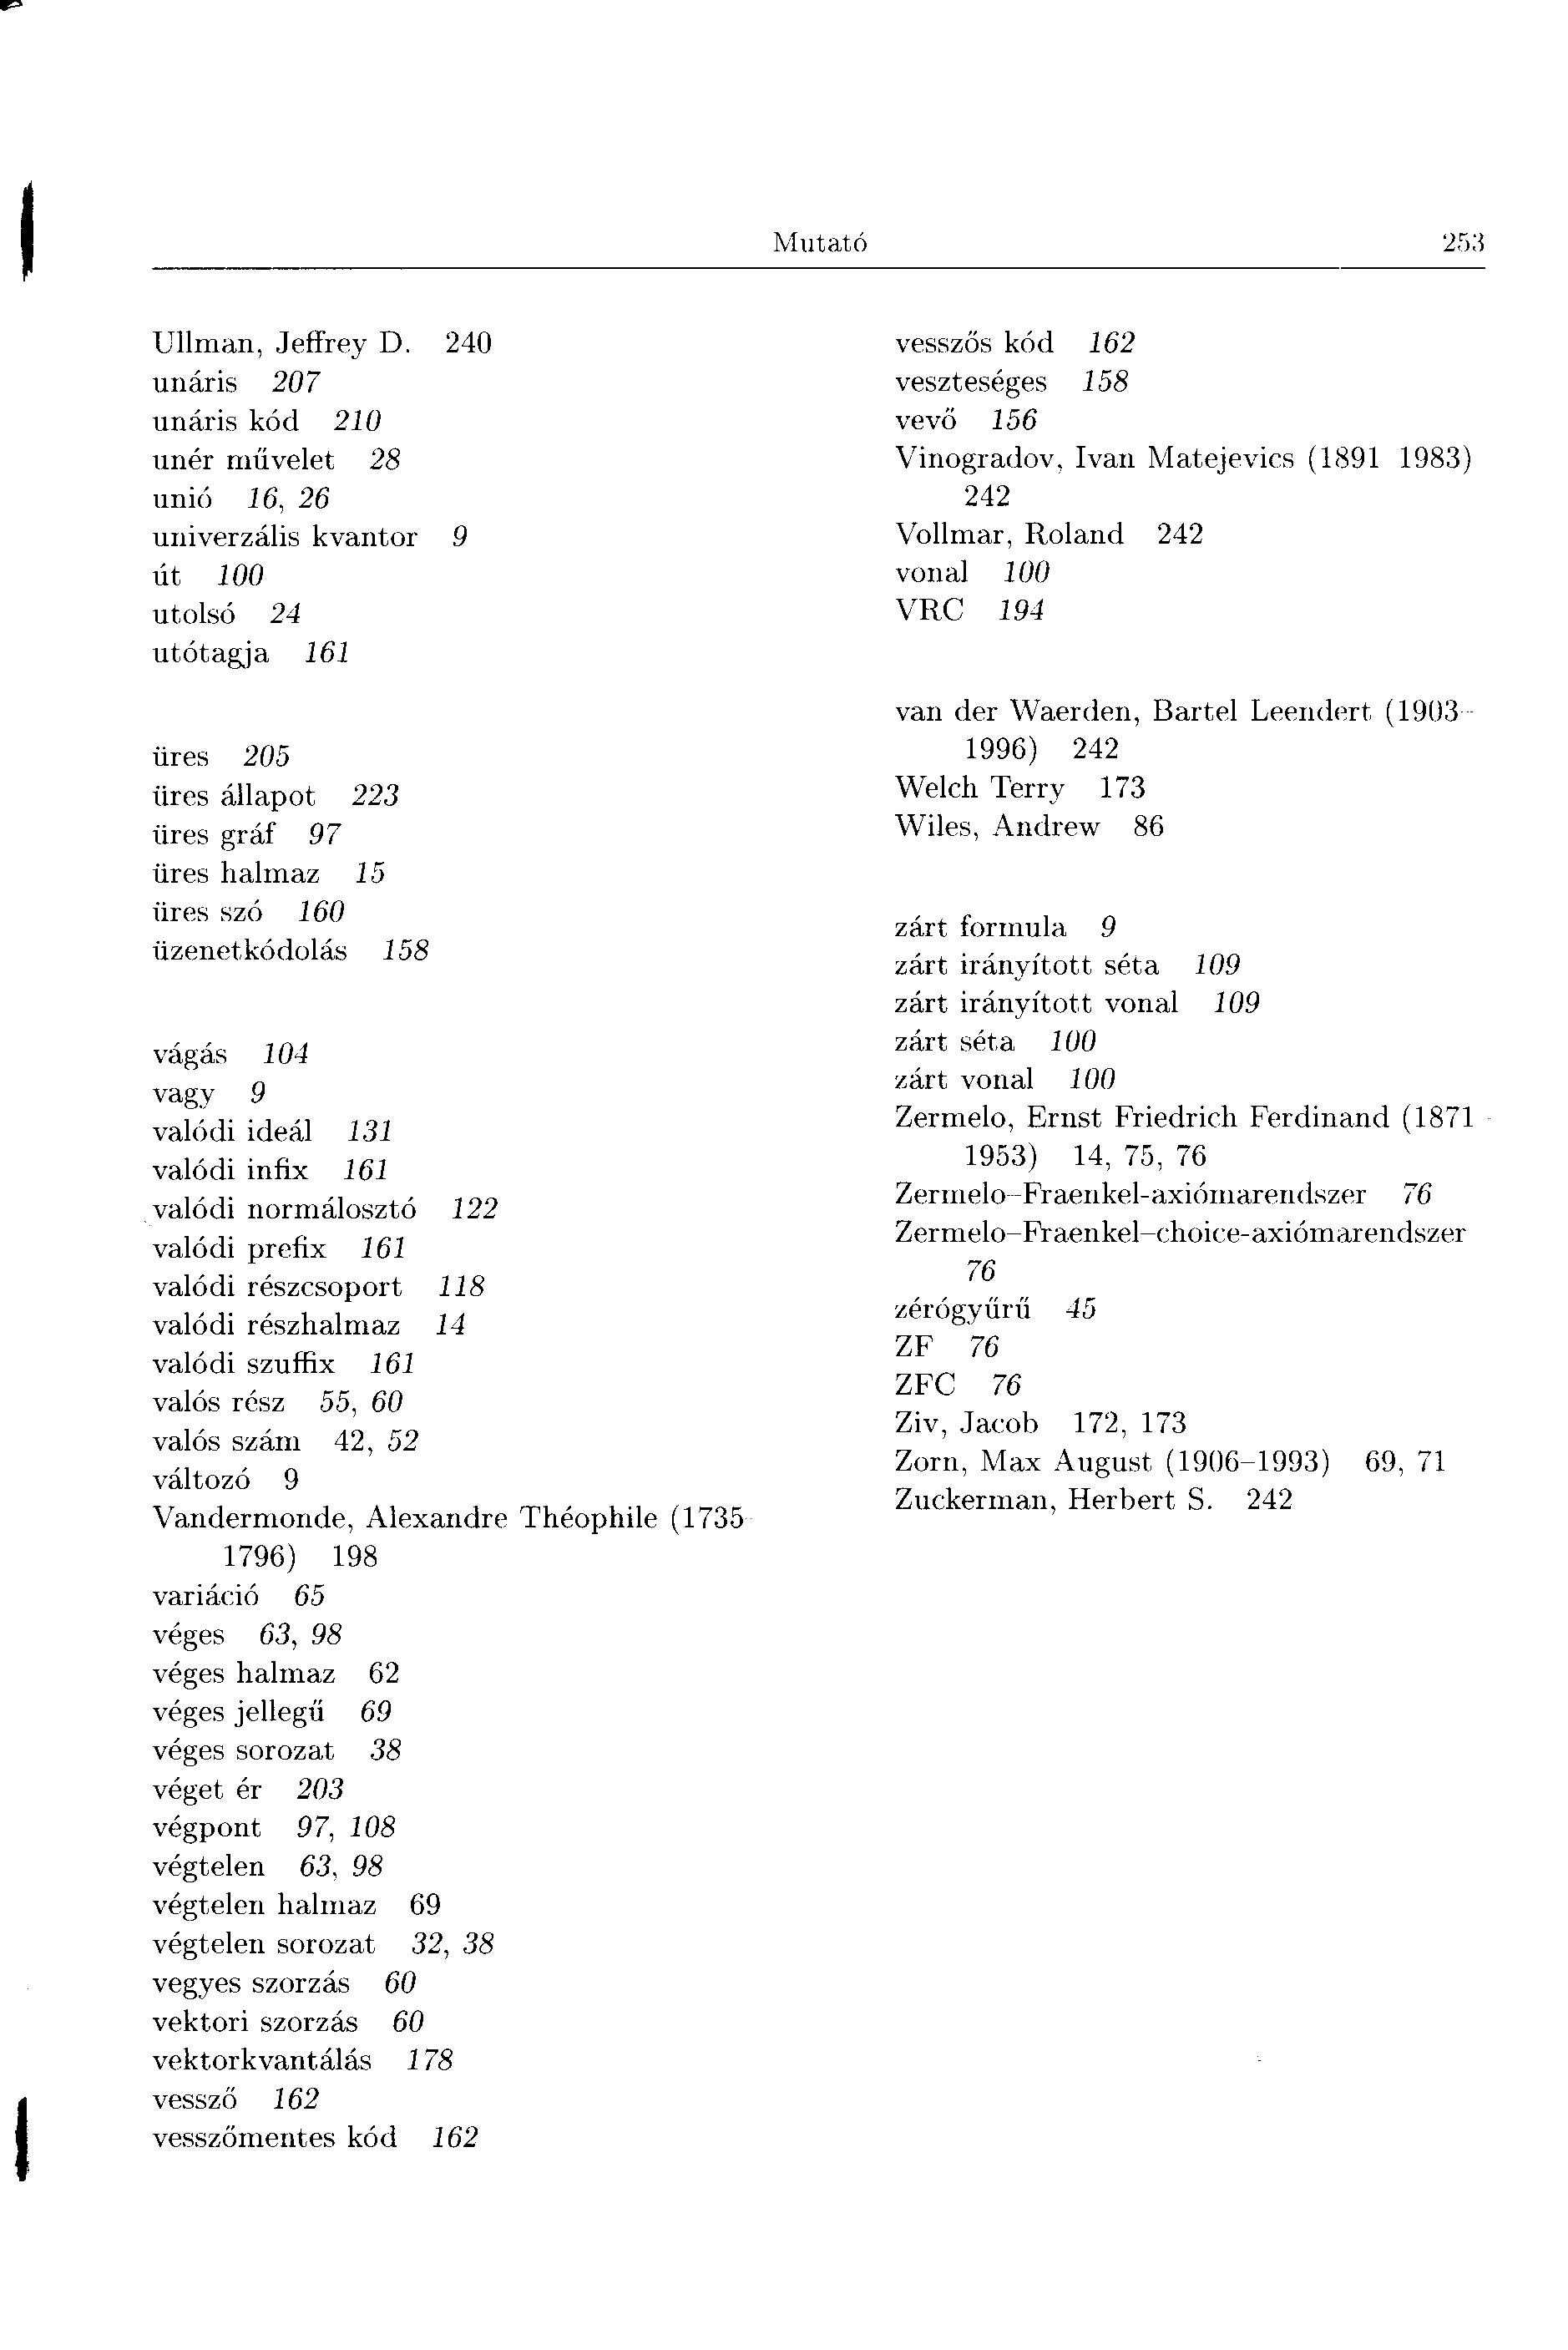 Mutató 253
Ullman, Jeffrey D. 240
unáris 207
unáris kód 210
unér művelet 28
unió 16, 26
univerzális kvantor 9
út 100
utolsó 24
utótagja 161
üres 205
üres állapot 223
üres gráf 97
üres halmaz 15
üres szó 160
üzenetkódolás 158
vágás 104
vagy 9
valódi ideál 131
valódi infix 161
valódi normálosztó 122
valódi prefix 161
valódi részcsoport 118
valódi részhalmaz 14
valódi szuffix 161
valós rész 55, 60
valós szám 42, 52
változó 9
Vandermonde, Alexandre Théophile (1735-
1796) 198
variáció 65
véges 63, 98
véges halmaz 62
véges jellegű 69
véges sorozat 38
véget ér 203
végpont 97, 108
végtelen 63, 98
végtelen halmaz 69
végtelen sorozat 32, 38
vegyes szorzás 60
vektori szorzás 60
vektorkvantálás 178
vessző 162
vesszőmentes kód 162
vesszős kód 162
veszteséges 158
vevő 156
Vinogradov, Ivan Matejevics (1891 1983)
242
Vollmar, Roland 242
vonal 100
VRC 194
van der Waerden, Bartel Leendert (1903–
1996) 242
Welch Terry 173
Wiles, Andrew 86
zárt formula 9
zárt irányított séta 109
zárt irányított vonal 109
zárt séta 100
zárt vonal 100
Zermelo, Ernst Friedrich Ferdinand (1871-
1953) 14, 75, 76
Zermelo–Fraenkel-axiómarendszer 76
Zermelo–Fraenkel–choice-axiómarendszer
76
zérógyűrű 45
ZF 76
ZFC 76
Ziv, Jacob 172, 173
Zorn, Max August (1906–1993) 69, 71
Zuckerman, Herbert S. 242